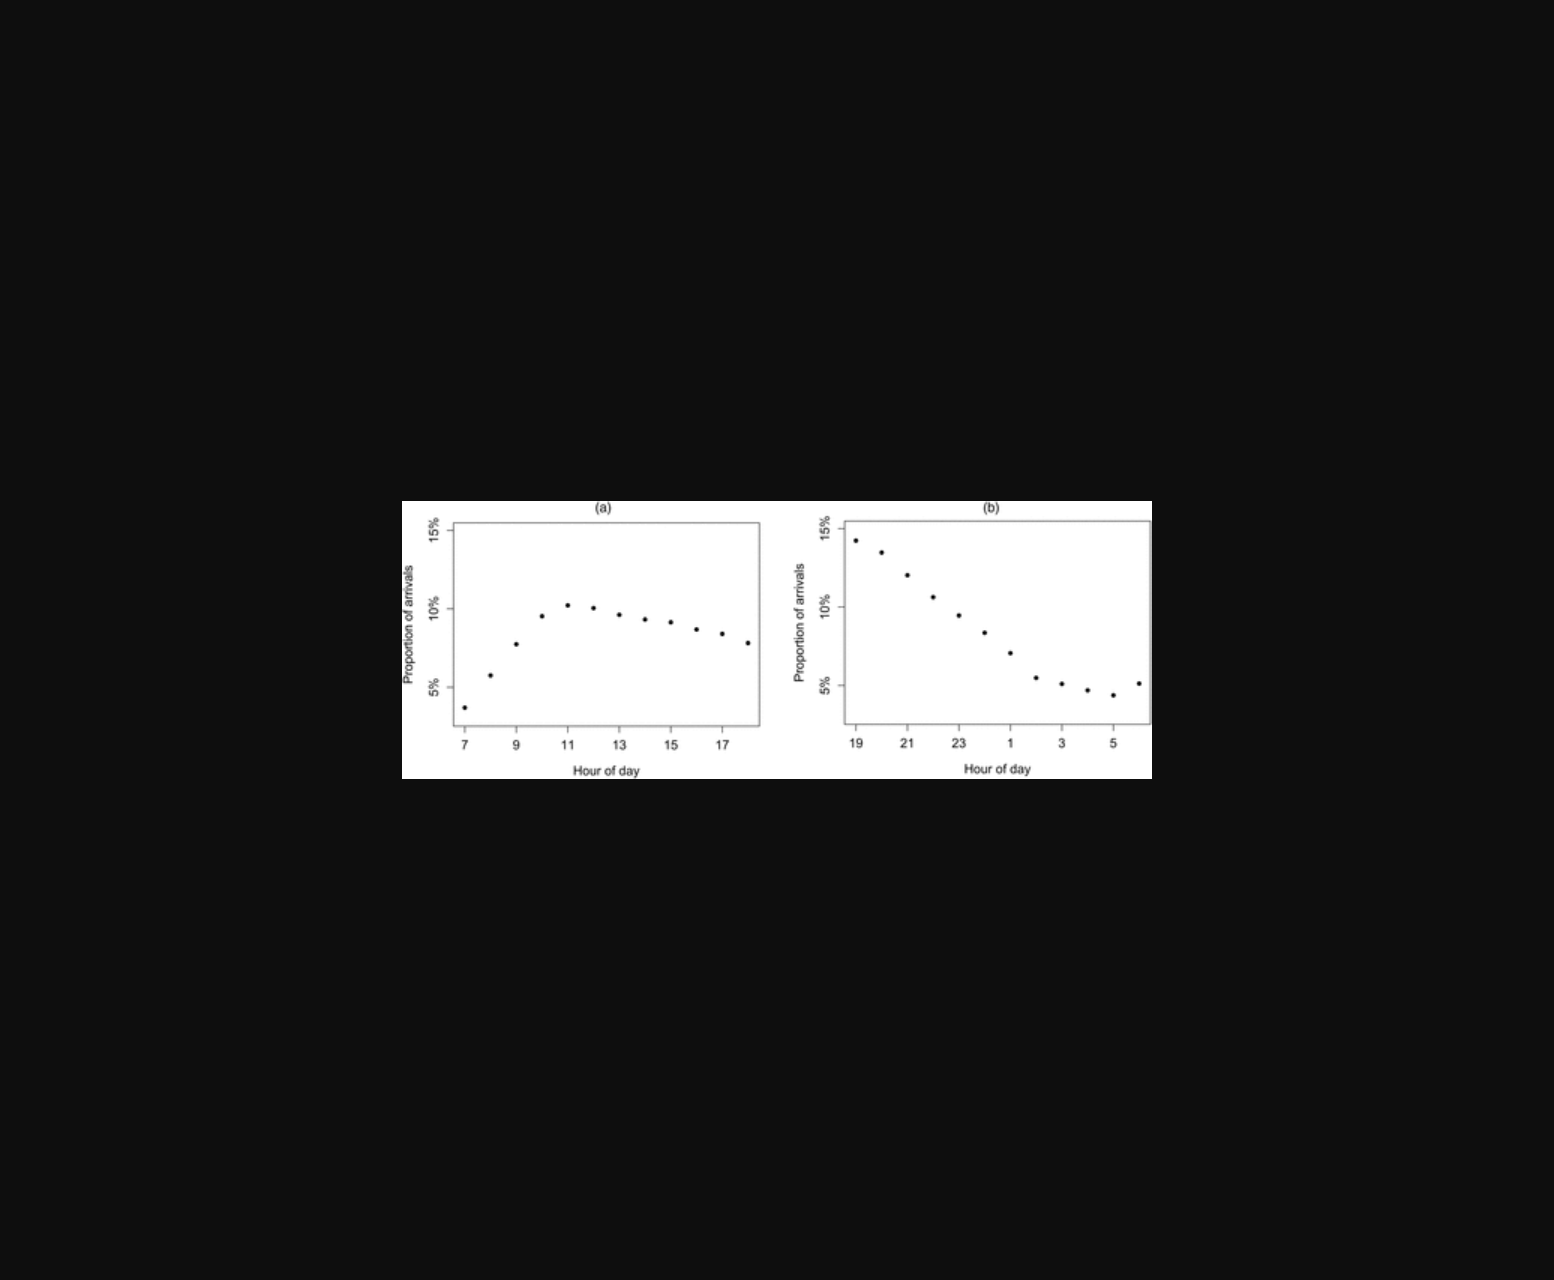 (a)
Proportion of arrivals
15%
10%
5%
7 9 11 13 15 17
Hour of day
(b)
Proportion of arrivals
15%
10%
5%
19 21 23 1 3 5
Hour of day